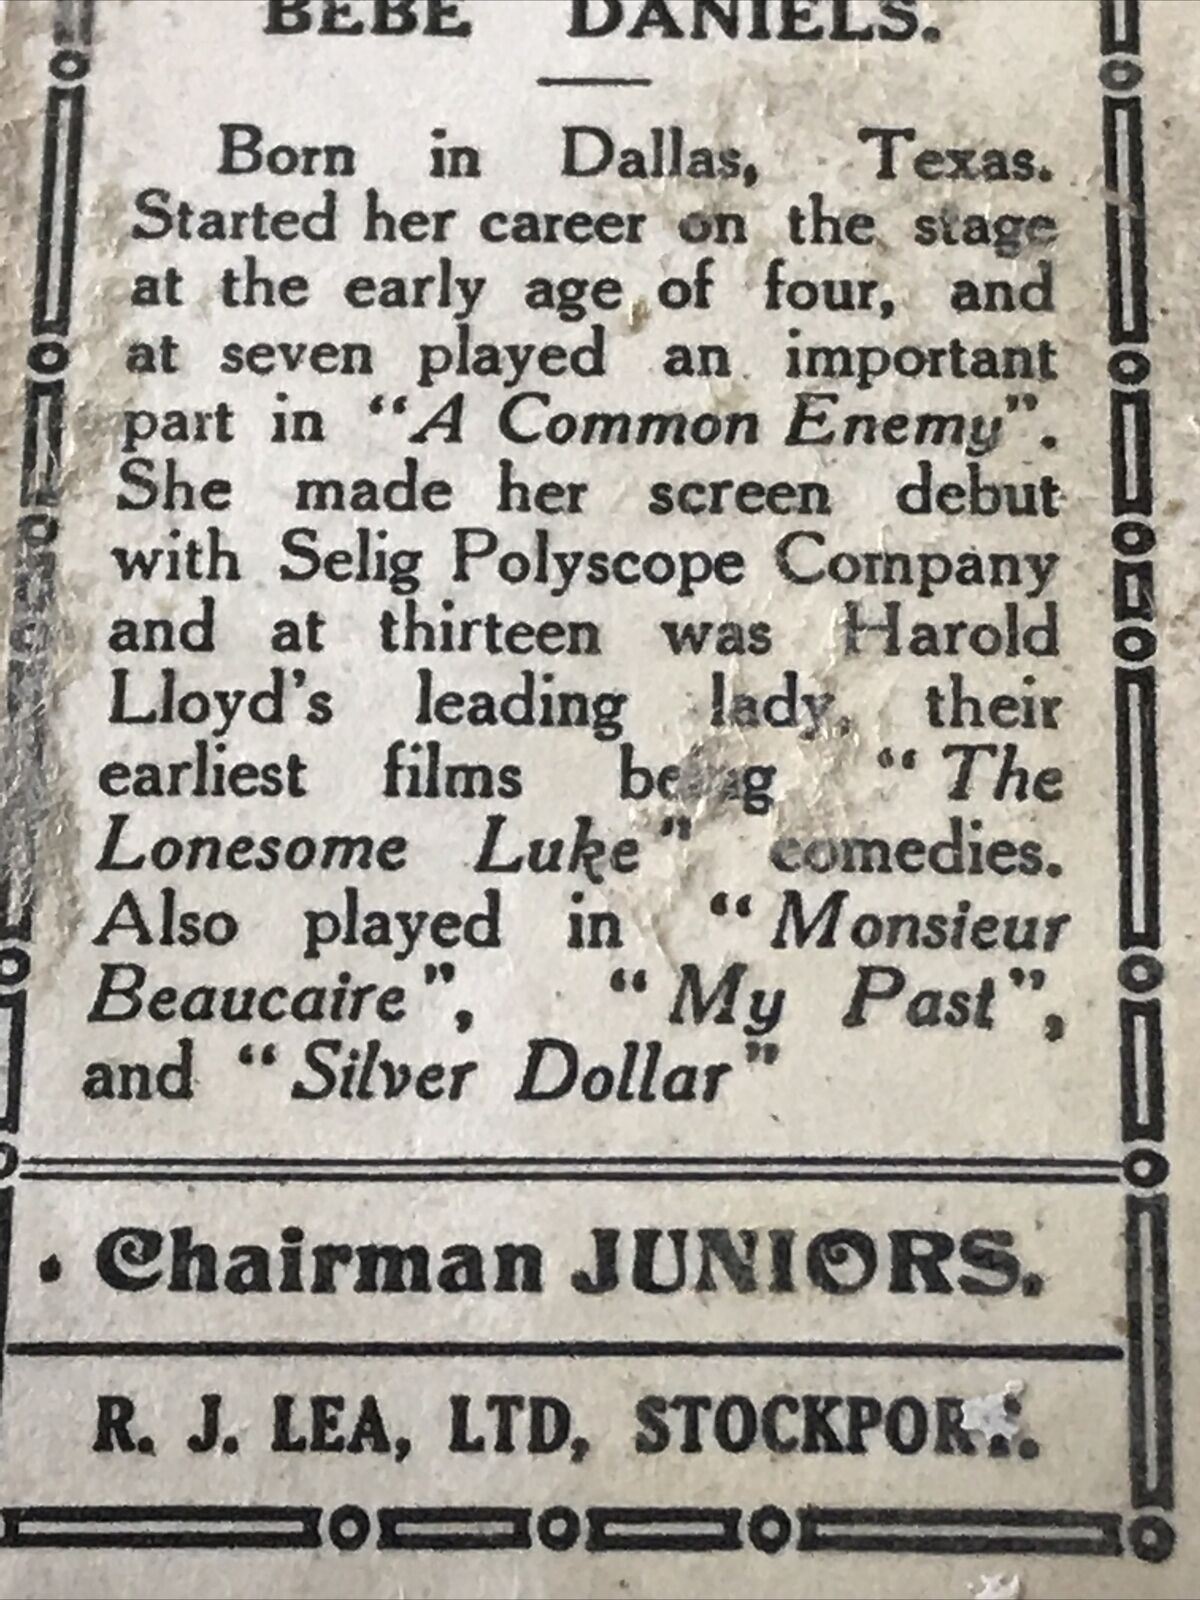 BEBE DANIELS.
Born in Dallas, Texas.
Started her career on the stage
at the early age of four, and
at seven played an important
part in "A Common Enemy".
She made her screen debut
with Selig Polyscope Company
and at thirteen was Harold
Lloyd's leading lady, their
earliest films being "The
Lonesome Luke" comedies.
Also played in "Monsieur
Beaucaire", "My Past",
and "Silver Dollar"
Chairman JUNIORS.
R. J. LEA, LTD, STOCKPORT.